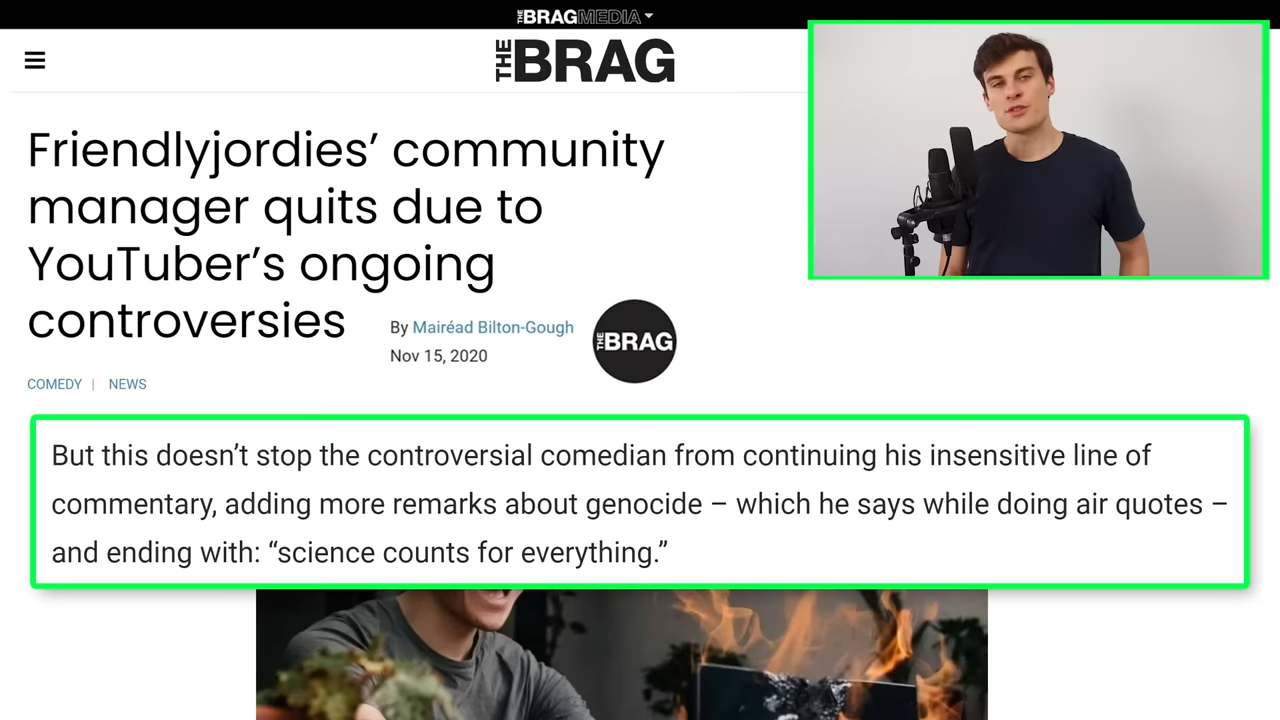 THE BRAGMEDIA
THE BRAG
Friendlyjordies’ community
manager quits due to
YouTuber’s ongoing
controversies
By Mairéad Bilton-Gough
Nov 15, 2020
THE BRAG
COMEDY | NEWS
But this doesn’t stop the controversial comedian from continuing his insensitive line of
commentary, adding more remarks about genocide – which he says while doing air quotes –
and ending with: “science counts for everything.”